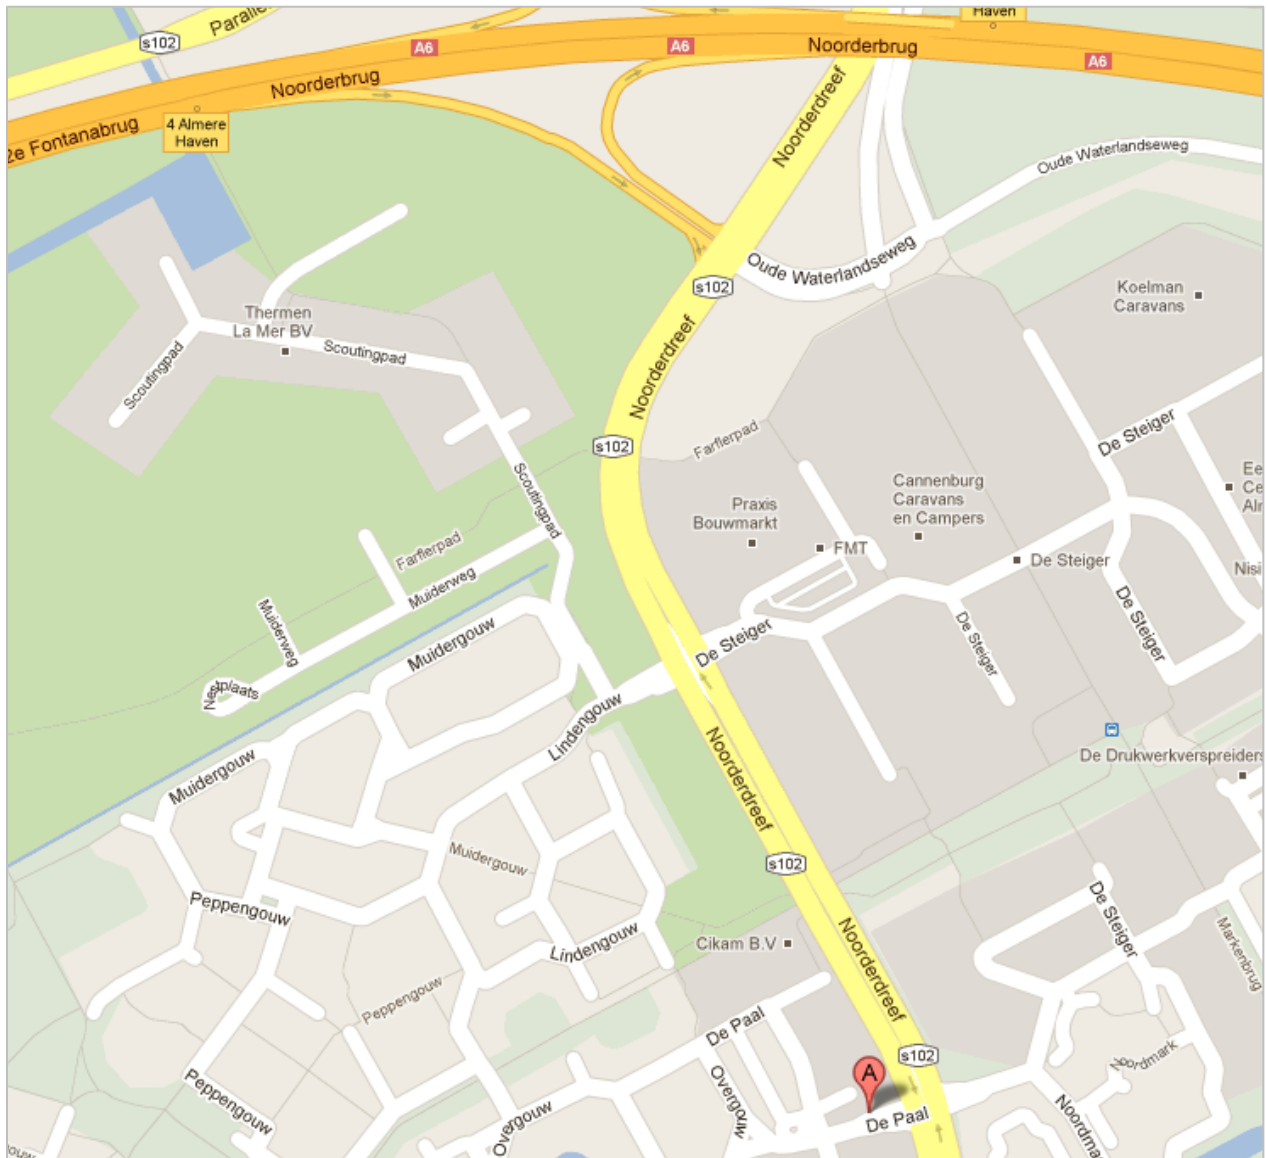 Haven
s102
A6
A6
Noorderbrug
A6
Noorderbrug
2e Fontanabrug
4 Almere
Haven
Noorderdreef
Oude Waterlandseweg
Oude Waterlandseweg
s102
Koelman
Caravans
Thermen
La Mer BV
Scoutingpad
Scoutingpad
Noorderdreef
s102
Farflerpad
De Steiger
Scoutingpad
Praxis
Bouwmarkt
Cannenburg
Caravans
en Campers
FMT
De Steiger
Farflerpad
Muiderweg
Muiderweg
De Steiger
De Steiger
De Steiger
Muidergouw
Nesplaats
Lindengouw
Noorderdreef
De Drukwerkverspreiders
Muidergouw
Muidergouw
s102
Peppengouw
Lindengouw
Cikam B.V
Noorderdreef
De Steiger
Markenbrug
Peppengouw
De Paal
s102
Noordmark
A
Peppengouw
Overgouw
Overgouw
De Paal